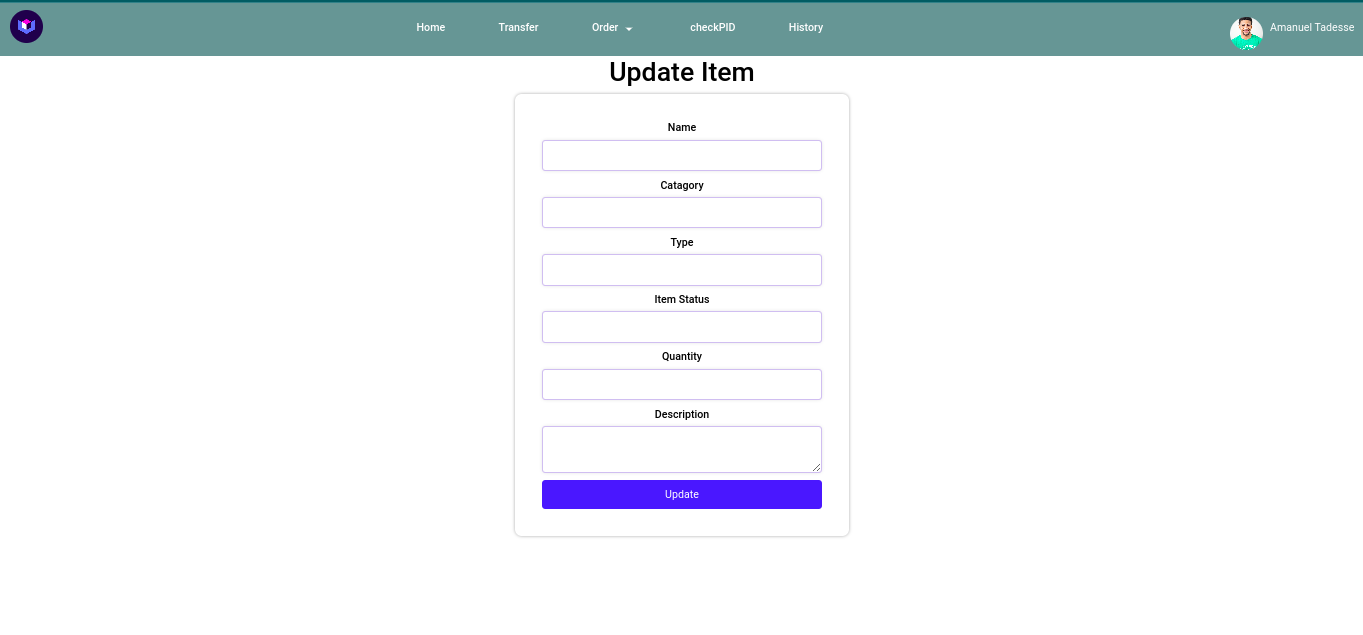 Home Transfer Order checkPID History Amanuel Tadesse
Update Item
Name
Catagory
Type
Item Status
Quantity
Description
Update